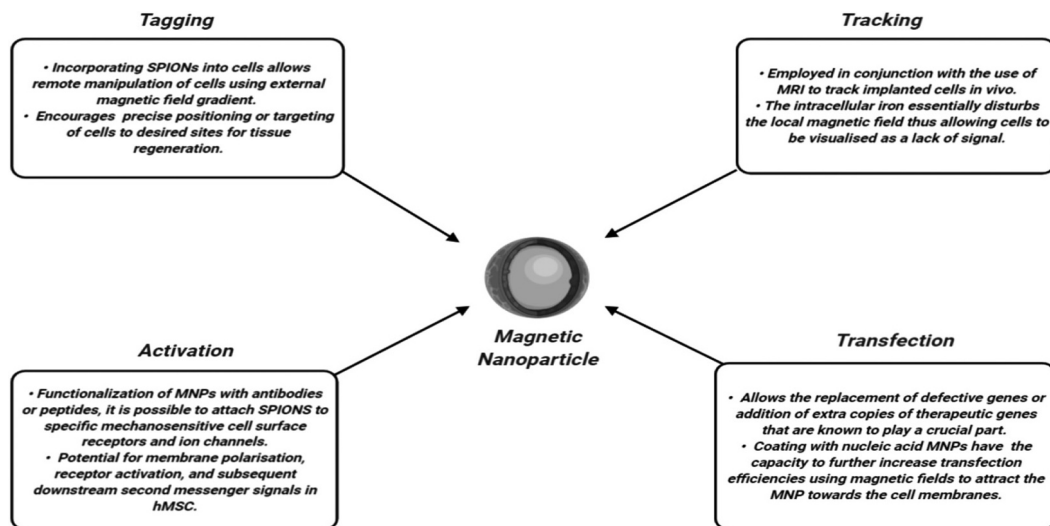 Tagging
• Incorporating SPIONs into cells allows
remote manipulation of cells using external
magnetic field gradient.
• Encourages precise positioning or targeting
of cells to desired sites for tissue
regeneration.
Tracking
• Employed in conjunction with the use of
MRI to track implanted cells in vivo.
• The intracellular iron essentially disturbs
the local magnetic field thus allowing cells to
be visualised as a lack of signal.
Magnetic
Nanoparticle
Activation
• Functionalization of MNPs with antibodies
or peptides, it is possible to attach SPIONS to
specific mechanosensitive cell surface
receptors and ion channels.
• Potential for membrane polarisation,
receptor activation, and subsequent
downstream second messenger signals in
hMSC.
Transfection
• Allows the replacement of defective genes or
addition of extra copies of therapeutic genes
that are known to play a crucial part.
• Coating with nucleic acid MNPs have the
capacity to further increase transfection
efficiencies using magnetic fields to attract the
MNP towards the cell membranes.